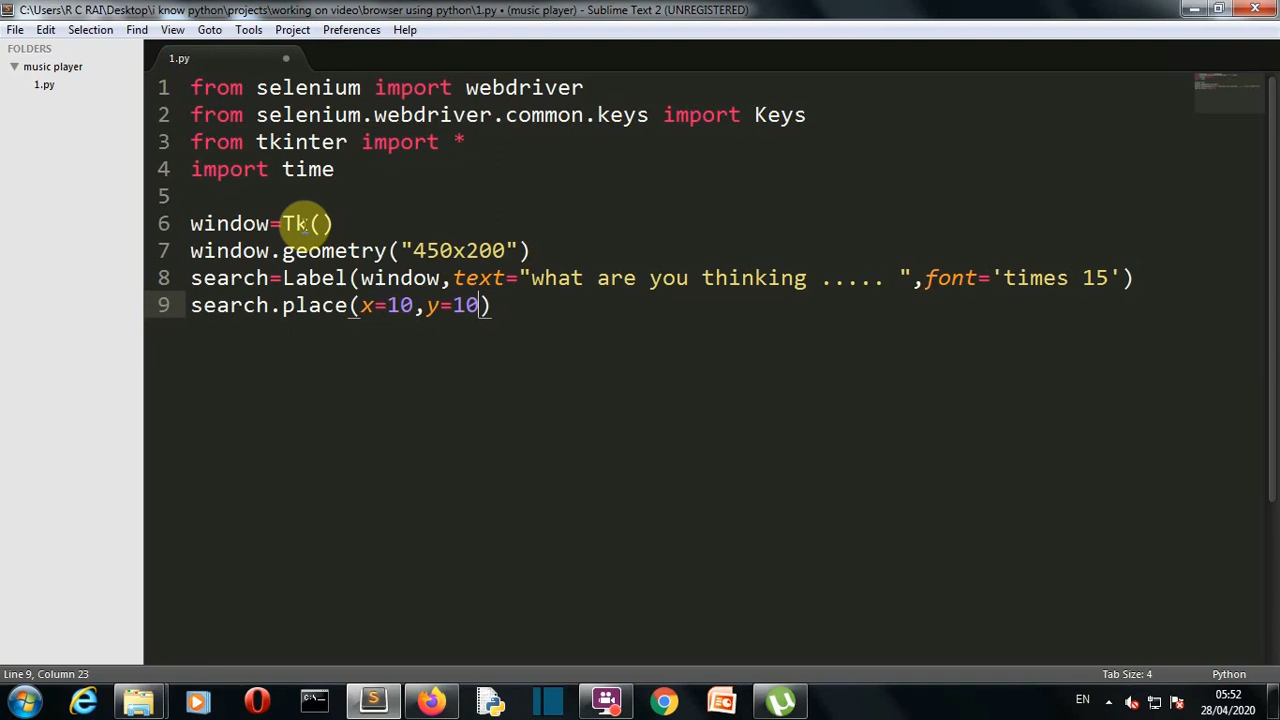 C:\Users\R C RAI\Desktop\i know python\projects\working on video\browser using python\1.py • (music player) - Sublime Text 2 (UNREGISTERED)
File Edit Selection Find View Goto Tools Project Preferences Help
FOLDERS
music player
1.py
1.py
1 from selenium import webdriver
2 from selenium.webdriver.common.keys import Keys
3 from tkinter import *
4 import time
5
6 window=Tk()
7 window.geometry("450x200")
8 search=Label(window,text="what are you thinking ..... ",font='times 15')
9 search.place(x=10,y=10)
Line 9, Column 23
Tab Size: 4
Python
EN
05:52
28/04/2020